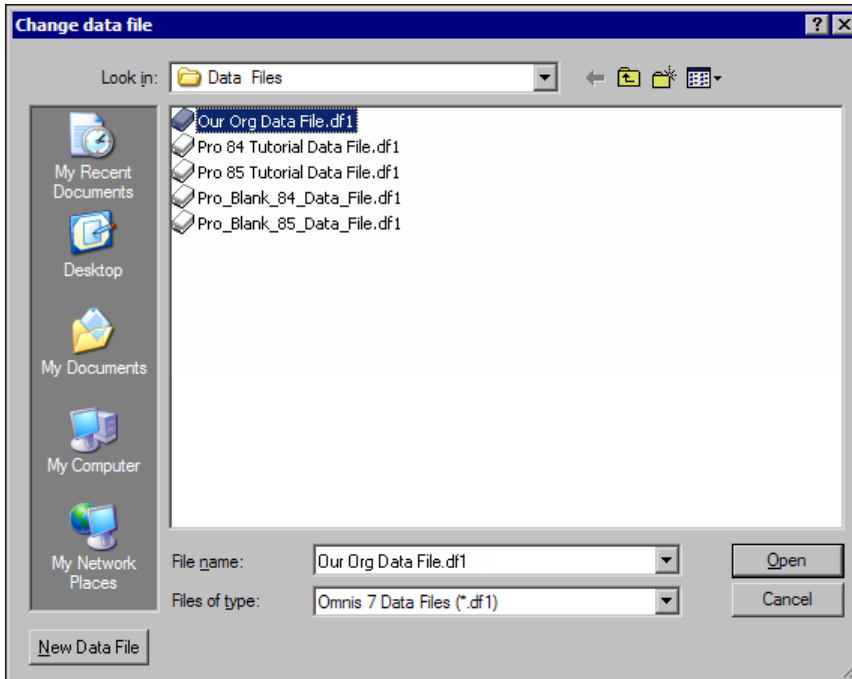 Change data file
Look in:
Data Files
My Recent
Documents
Desktop
My Documents
My Computer
My Network
Places
Our Org Data File.df1
Pro 84 Tutorial Data File.df1
Pro 85 Tutorial Data File.df1
Pro_Blank_84_Data_File.df1
Pro_Blank_85_Data_File.df1
File name:
Our Org Data File.df1
Open
Files of type:
Omnis 7 Data Files (*.df1)
Cancel
New Data File